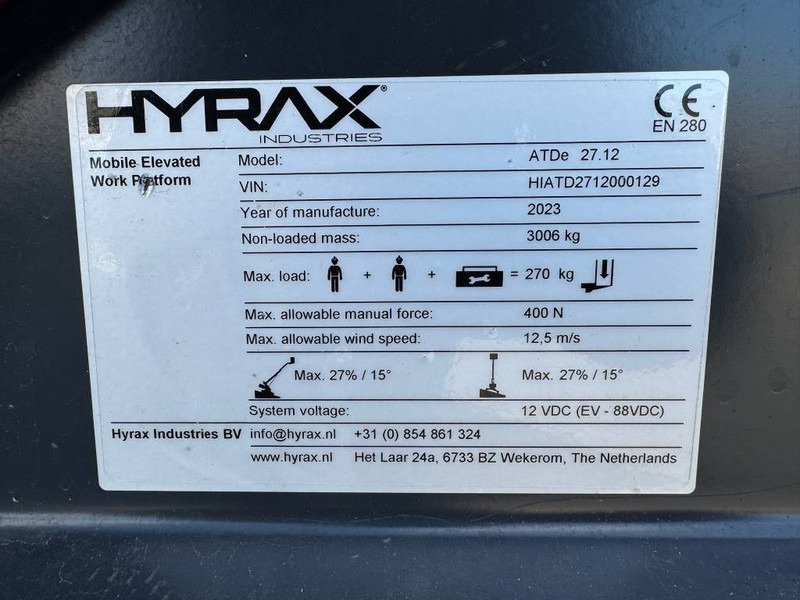 HYRAX®
INDUSTRIES
CE
EN 280
Mobile Elevated
Work Platform
Model: ATDe 27.12
VIN: HIATD2712000129
Year of manufacture: 2023
Non-loaded mass: 3006 kg
Max. load: + + = 270 kg
Max. allowable manual force: 400 N
Max. allowable wind speed: 12,5 m/s
Max. 27% / 15° Max. 27% / 15°
System voltage: 12 VDC (EV - 88VDC)
Hyrax Industries BV info@hyrax.nl +31 (0) 854 861 324
www.hyrax.nl Het Laar 24a, 6733 BZ Wekerom, The Netherlands